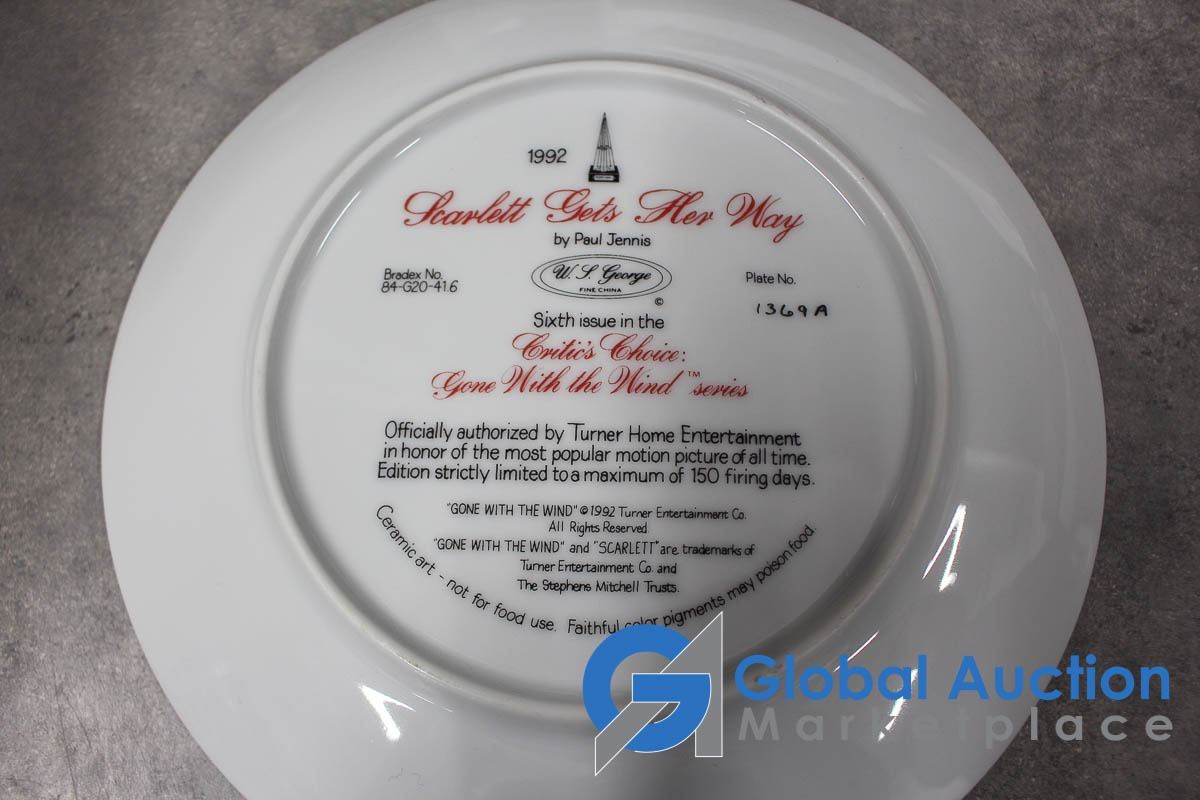 1992
Scarlett Gets Her Way
by Paul Jennis
Bradex No.
84-G20-41.6
W. S. George
FINE CHINA
©
Plate No.
1369A
Sixth issue in the
Critic's Choice:
Gone With the Wind™ series
Officially authorized by Turner Home Entertainment
in honor of the most popular motion picture of all time.
Edition strictly limited to a maximum of 150 firing days.
"GONE WITH THE WIND" © 1992 Turner Entertainment Co.
All Rights Reserved.
"GONE WITH THE WIND" and "SCARLETT" are trademarks of
Turner Entertainment Co. and
The Stephens Mitchell Trusts.
Ceramic art - not for food use. Faithful color pigments may poison food.
GA Global Auction
Marketplace